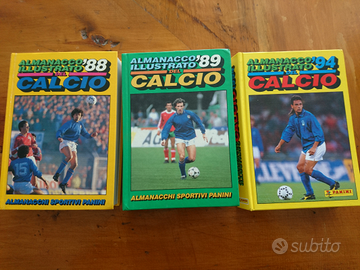 ALMANACCO
ILLUSTRATO '88
DEL
CALCIO
ALMANACCHI SPORTIVI PANINI
ALMANACCO
ILLUSTRATO '89
DEL
CALCIO
ALMANACCHI SPORTIVI PANINI
ALMANACCO
ILLUSTRATO '94
DEL
CALCIO
PANINI
subito